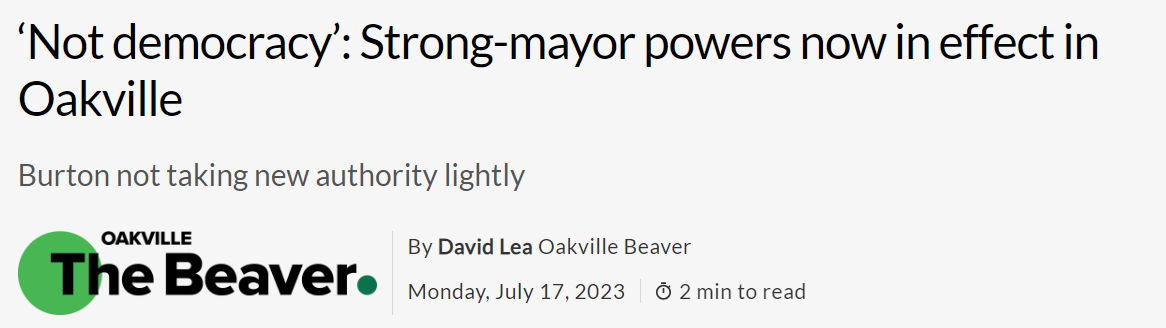 ‘Not democracy’: Strong-mayor powers now in effect in
Oakville
Burton not taking new authority lightly
OAKVILLE
The Beaver.
By David Lea Oakville Beaver
Monday, July 17, 2023
2 min to read